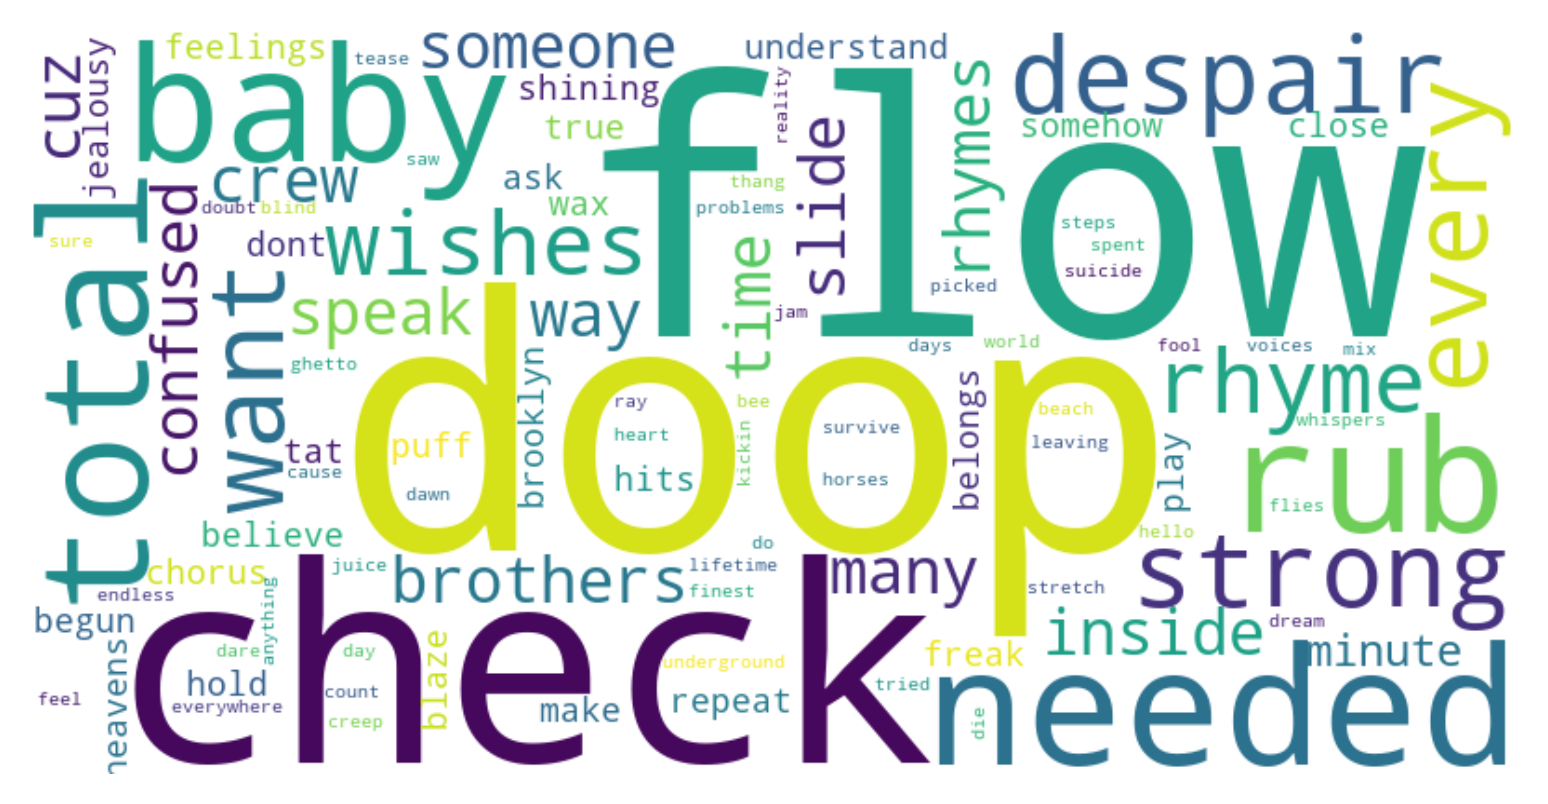 feelings
tease
someone
understand
despair
cuz
jealousy
baby
shining
flow
reality
rhymes
every
true
somehow
close
saw
slide
crew
ask
thang
total
confused
doubt
blind
wax
problems
sure
dont
wishes
time
steps
spent
suicide
want
speak
way
picked
jam
days
world
fool
voices
mix
ghetto
doop
brooklyn
rhyme
ray
bee
belongs
beach
whispers
tat
puff
heart
survive
leaving
play
rub
cause
hits
kickin
horses
dawn
flies
believe
do
hello
strong
chorus
juice
brothers
lifetime
many
endless
anything
check
finest
stretch
begun
inside
dream
heavens
dare
day
blaze
underground
freak
minute
feel
hold
count
make
repeat
tried
needed
everywhere
creep
die